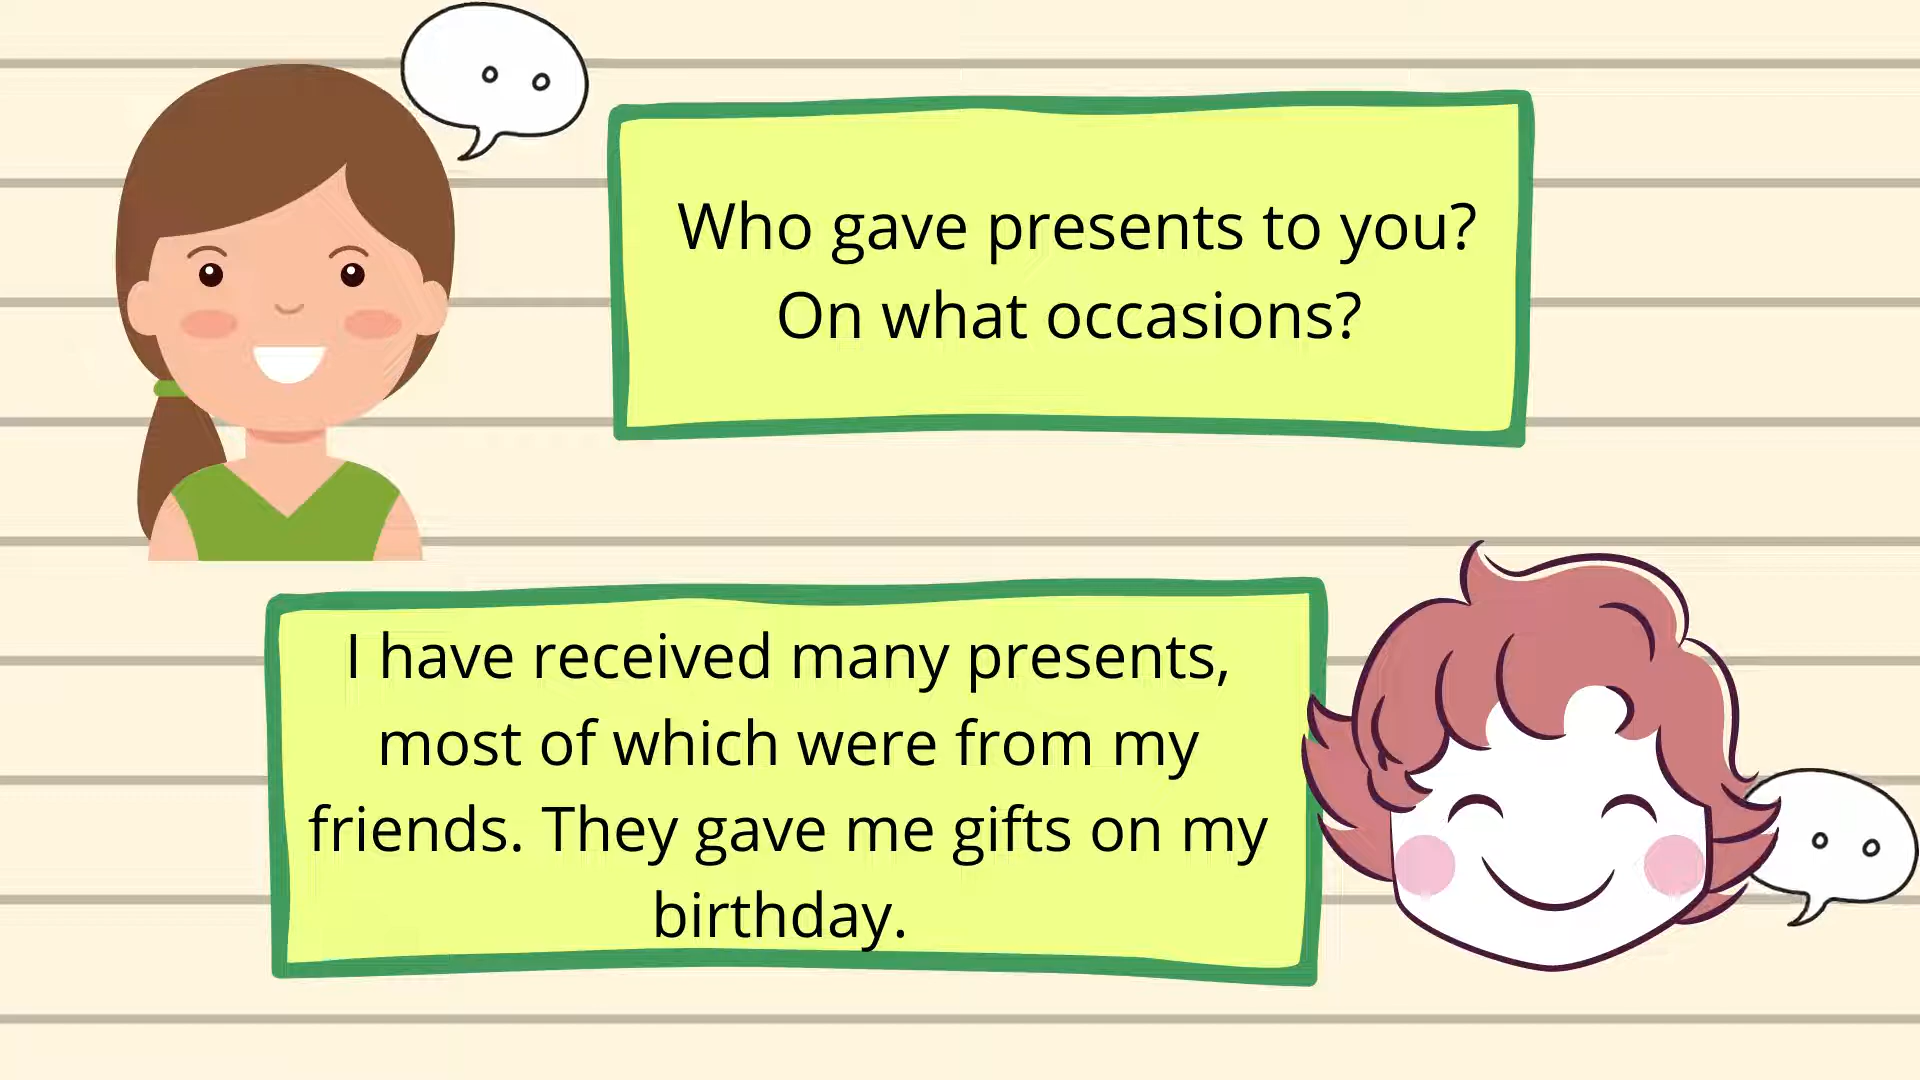 Who gave presents to you?
On what occasions?
I have received many presents,
most of which were from my
friends. They gave me gifts on my
birthday.